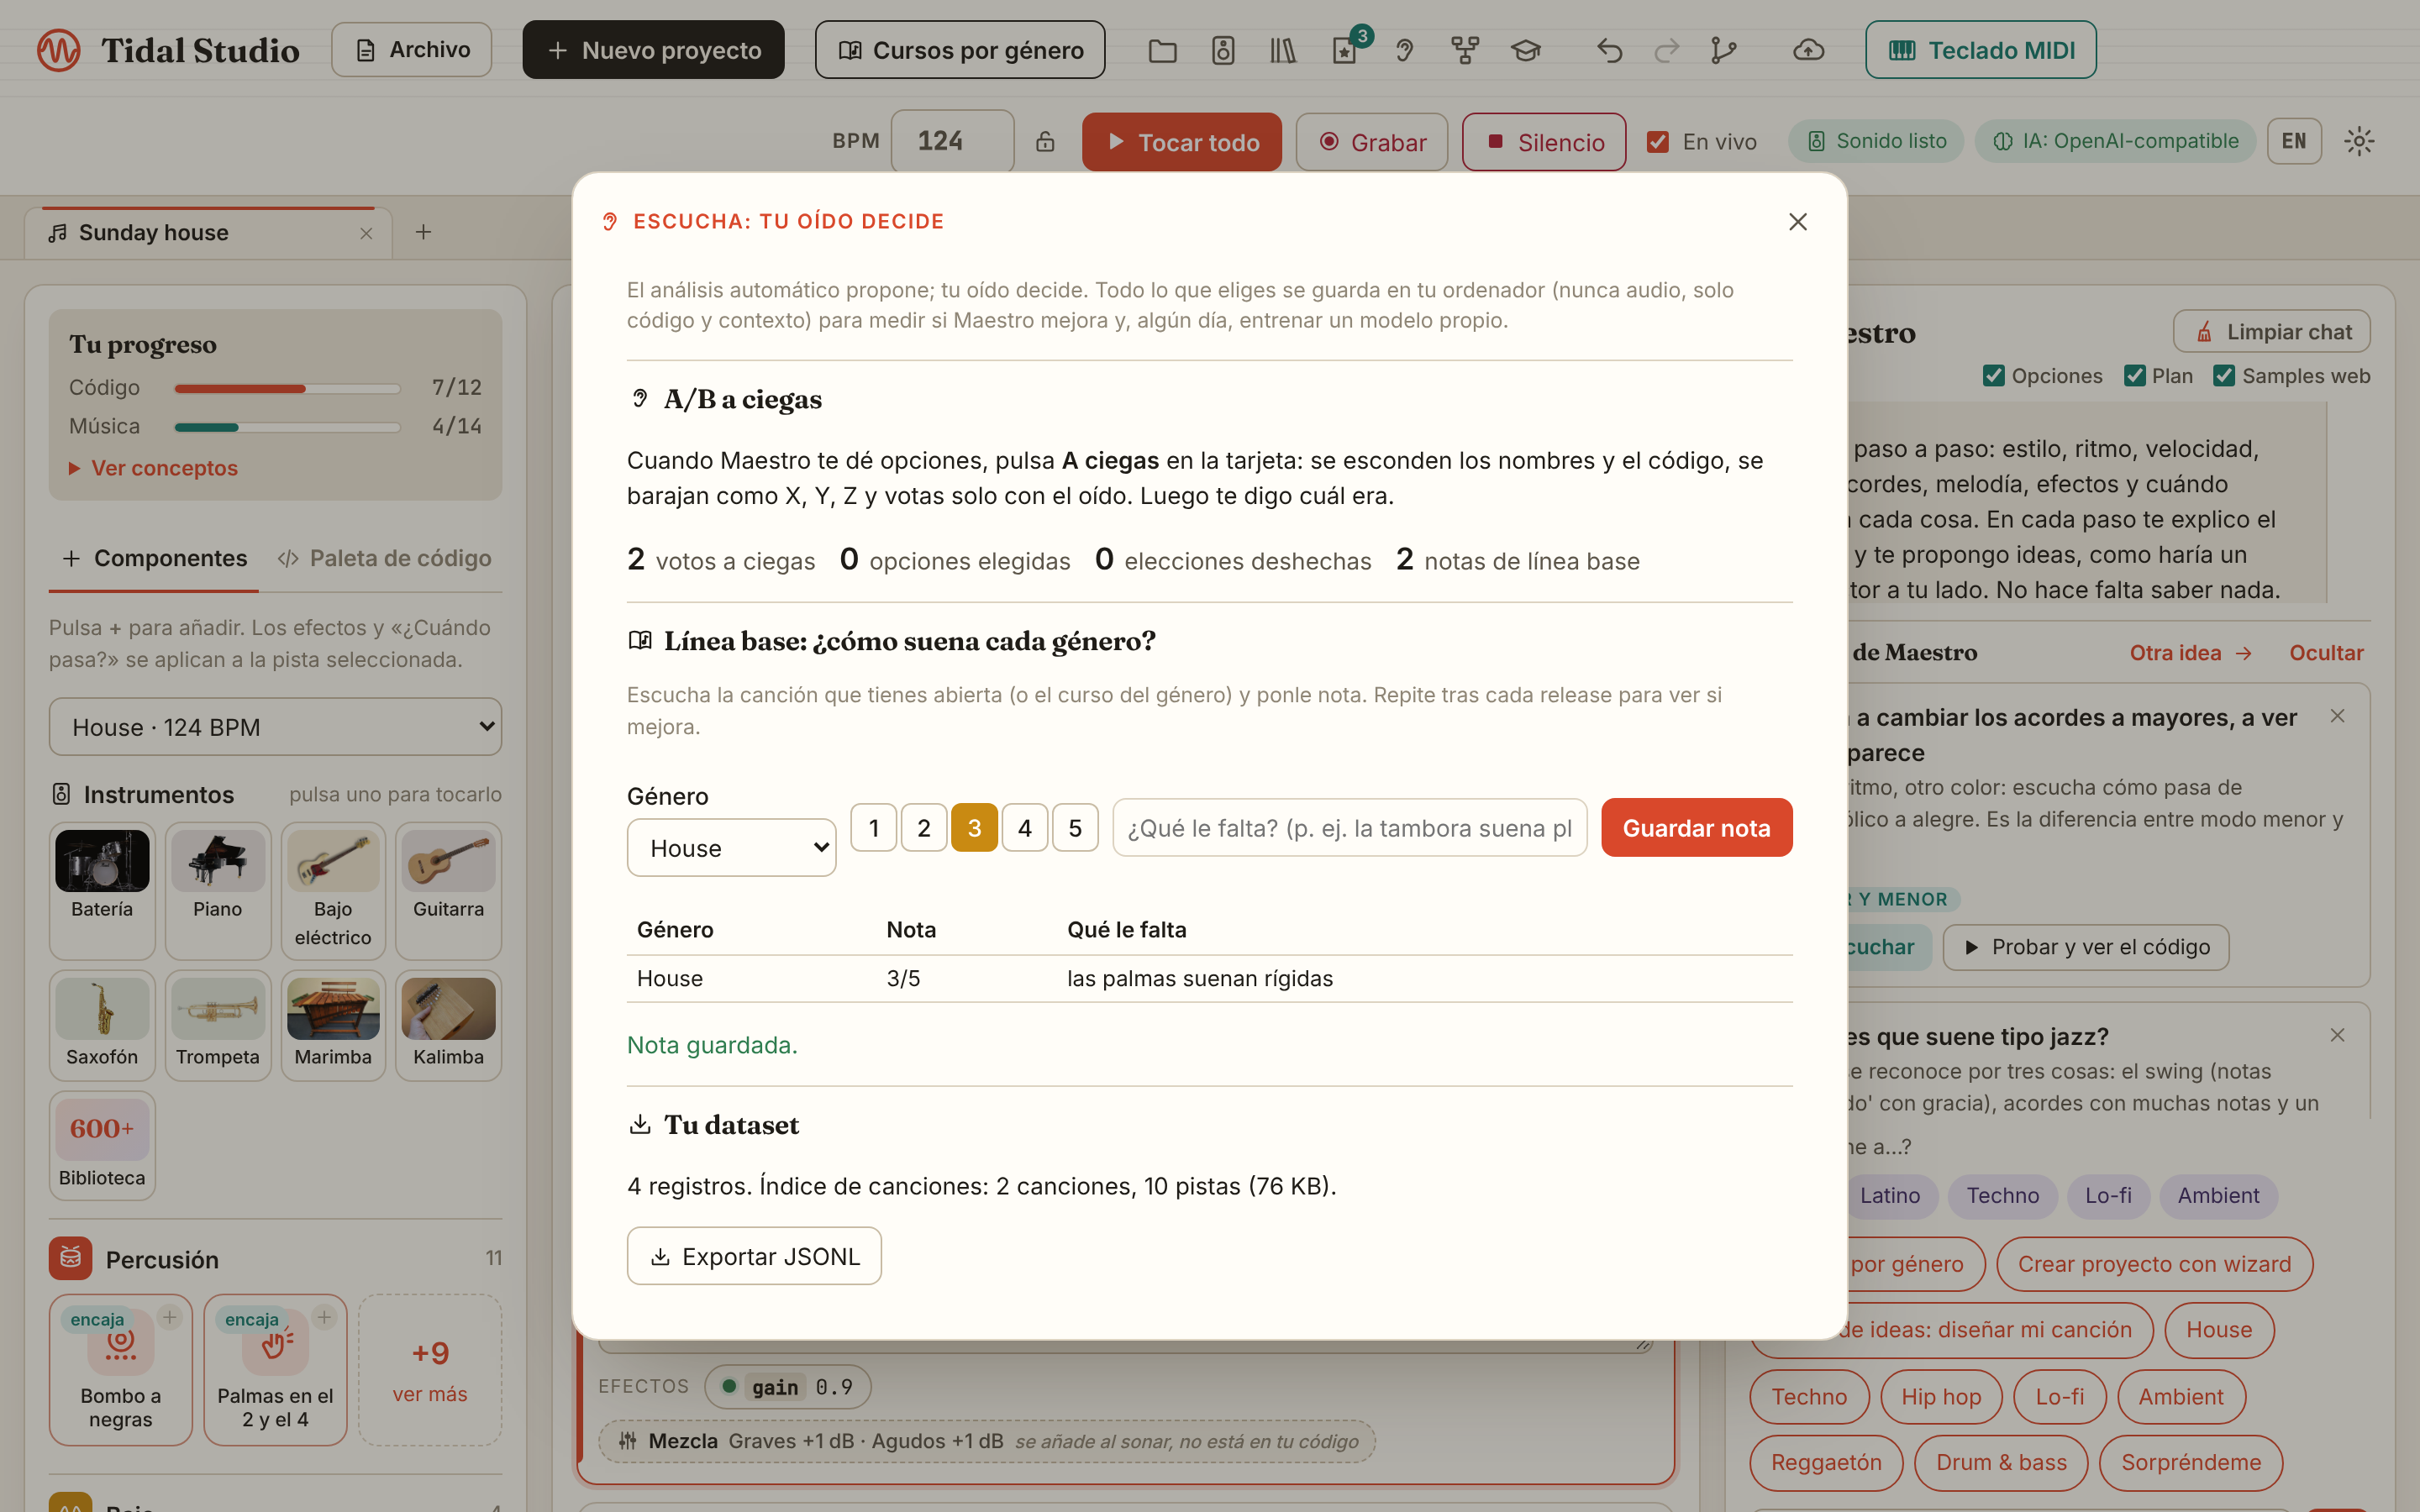 Tidal Studio
Archivo
Nuevo proyecto
Cursos por género
3
Teclado MIDI
BPM
124
Tocar todo
Grabar
Silencio
En vivo
Sonido listo
IA: OpenAI-compatible
EN
Sunday house
Tu progreso
Código
7/12
Música
4/14
Ver conceptos
Componentes
Paleta de código
Pulsa + para añadir. Los efectos y «¿Cuándo
pasa?» se aplican a la pista seleccionada.
House · 124 BPM
Instrumentos
pulsa uno para tocarlo
Batería
Piano
Bajo
eléctrico
Guitarra
Saxofón
Trompeta
Marimba
Kalimba
600+
Biblioteca
Percusión
11
encaja
Bombo a
negras
encaja
Palmas en el
2 y el 4
+9
ver más
ESCUCHA: TU OÍDO DECIDE
El análisis automático propone; tu oído decide. Todo lo que eliges se guarda en tu ordenador (nunca audio, solo
código y contexto) para medir si Maestro mejora y, algún día, entrenar un modelo propio.
A/B a ciegas
Cuando Maestro te dé opciones, pulsa A ciegas en la tarjeta: se esconden los nombres y el código, se
barajan como X, Y, Z y votas solo con el oído. Luego te digo cuál era.
2 votos a ciegas 0 opciones elegidas 0 elecciones deshechas 2 notas de línea base
Línea base: ¿cómo suena cada género?
Escucha la canción que tienes abierta (o el curso del género) y ponle nota. Repite tras cada release para ver si
mejora.
Género
House
1 2 3 4 5
¿Qué le falta? (p. ej. la tambora suena pl
Guardar nota
Género Nota Qué le falta
House 3/5 las palmas suenan rígidas
Nota guardada.
Tu dataset
4 registros. Índice de canciones: 2 canciones, 10 pistas (76 KB).
Exportar JSONL
EFECTOS
gain 0.9
Mezcla Graves +1 dB · Agudos +1 dB se añade al sonar, no está en tu código
estro
Limpiar chat
Opciones
Plan
Samples web
paso a paso: estilo, ritmo, velocidad,
cordes, melodía, efectos y cuándo
cada cosa. En cada paso te explico el
y te propongo ideas, como haría un
tor a tu lado. No hace falta saber nada.
de Maestro
Otra idea
Ocultar
a cambiar los acordes a mayores, a ver
parece
itmo, otro color: escucha cómo pasa de
ólico a alegre. Es la diferencia entre modo menor y
Y MENOR
cuchar
Probar y ver el código
es que suene tipo jazz?
se reconoce por tres cosas: el swing (notas
do' con gracia), acordes con muchas notas y un
ne a...?
Latino
Techno
Lo-fi
Ambient
por género
Crear proyecto con wizard
de ideas: diseñar mi canción
House
Techno
Hip hop
Lo-fi
Ambient
Reggaetón
Drum & bass
Sorpréndeme